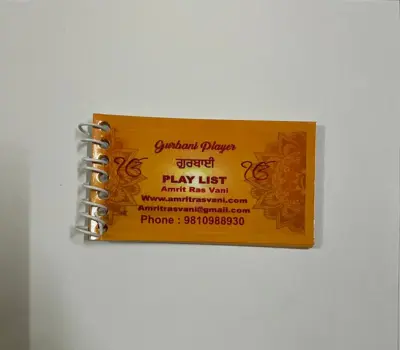 Gurbani Player
ਗੁਰਬਾਣੀ
PLAY LIST
Amrit Ras Vani
Www.amritrasvani.com
Amritrasvani@gmail.com
Phone : 9810988930
ੴ
ੴ